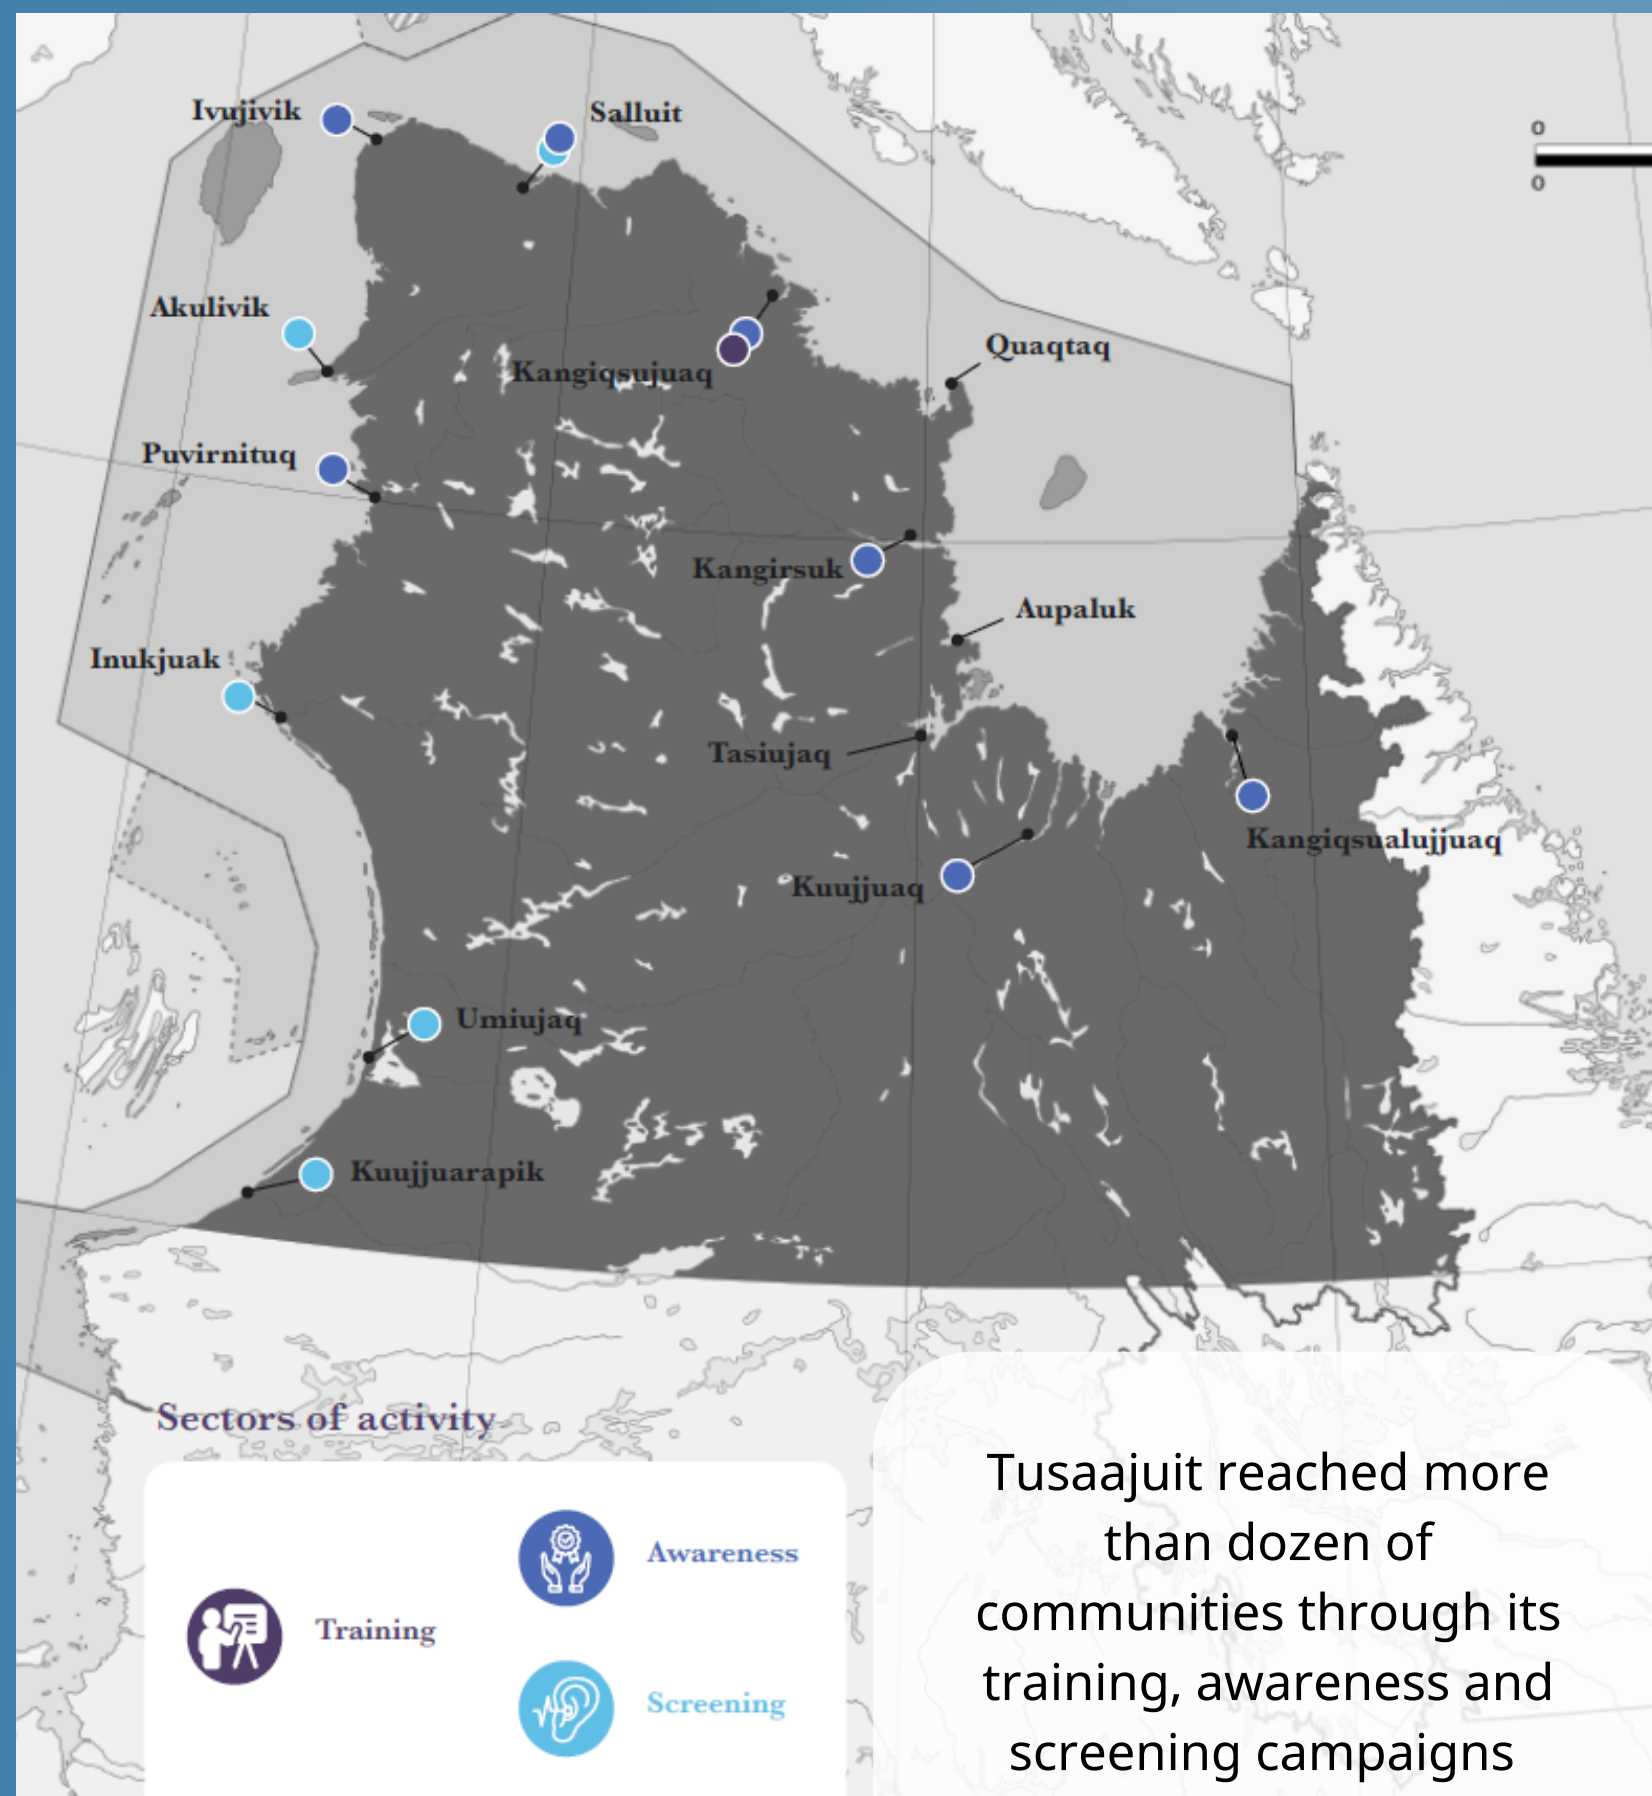 Ivujivik
Salluit
0
0
Akulivik
Quaqtaq
Kangiqsujuaq
Puvirnituq
Kangirsuk
Aupaluk
Inukjuak
Tasiujaq
Kangiqsualujjuaq
Kuujjuaq
Umiujaq
Kuujjuarapik
Sectors of activity
Awareness
Training
Screening
Tusaajuit reached more
than dozen of
communities through its
training, awareness and
screening campaigns